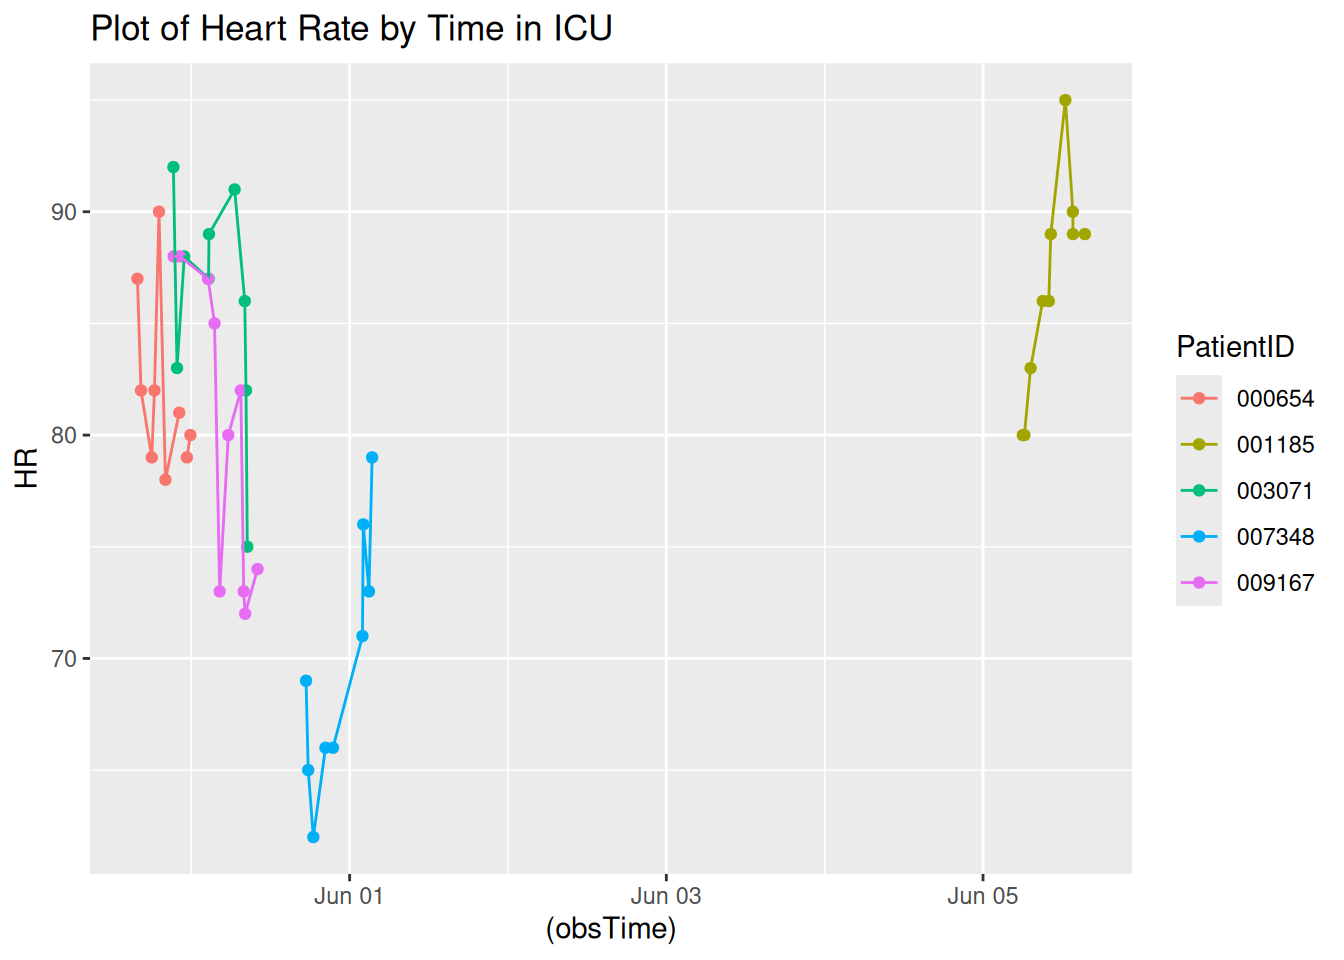 Plot of Heart Rate by Time in ICU
90
80
70
HR
Jun 01
Jun 03
Jun 05
(obsTime)
PatientID
000654
001185
003071
007348
009167